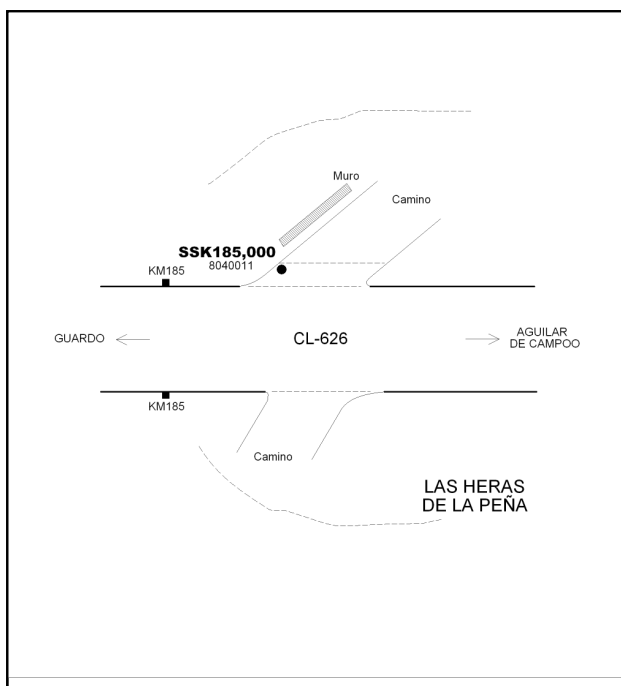 Muro
Camino
SSK185,000
8040011
KM185
GUARDO
CL-626
AGUILAR
DE CAMPOO
KM185
Camino
LAS HERAS
DE LA PEÑA